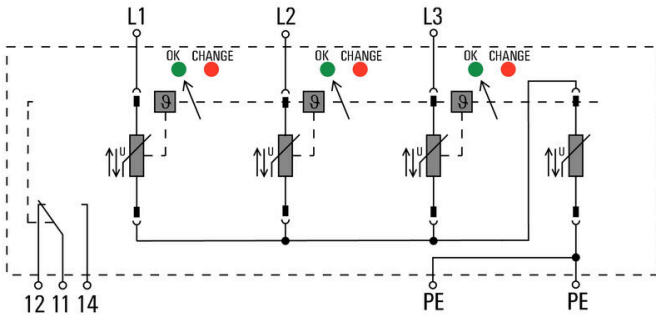 L1 L2 L3
OK CHANGE OK CHANGE OK CHANGE
ϑ ϑ ϑ
U U U U
12 11 14 PE PE